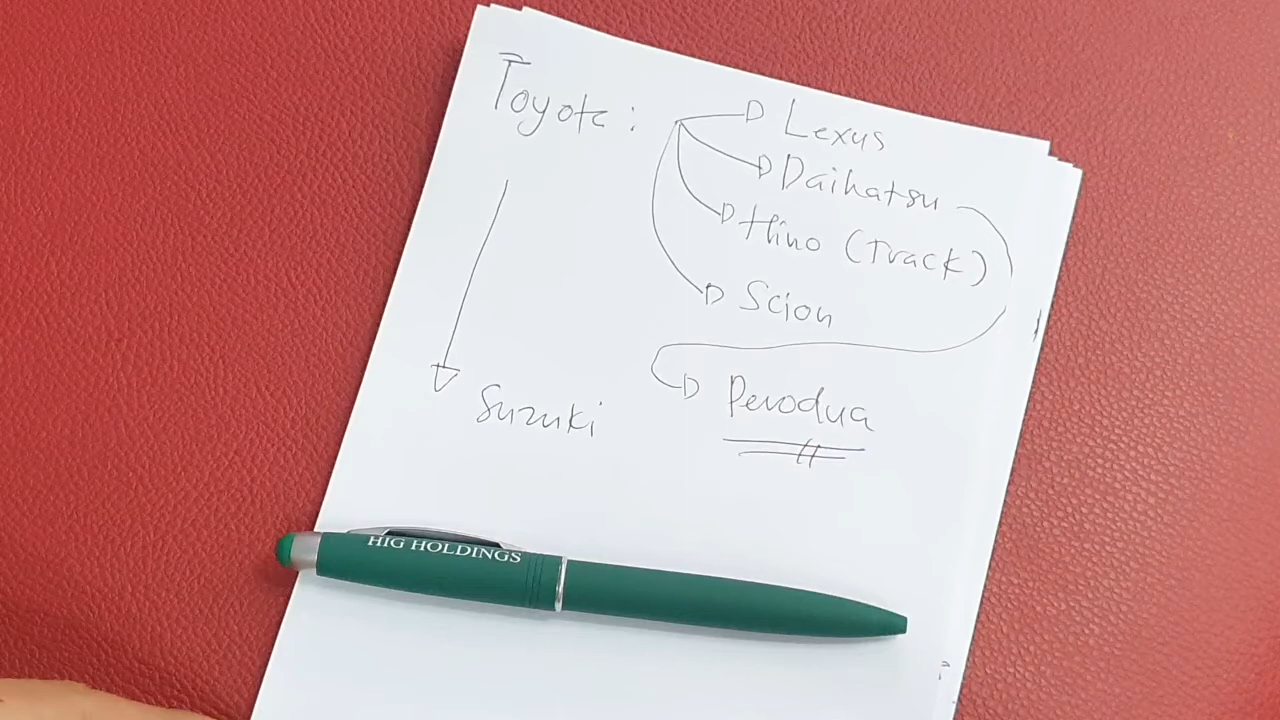 Toyota :
Lexus
Daihatsu
Hino (Track)
Scion
Perodua
Suzuki
HIG HOLDINGS